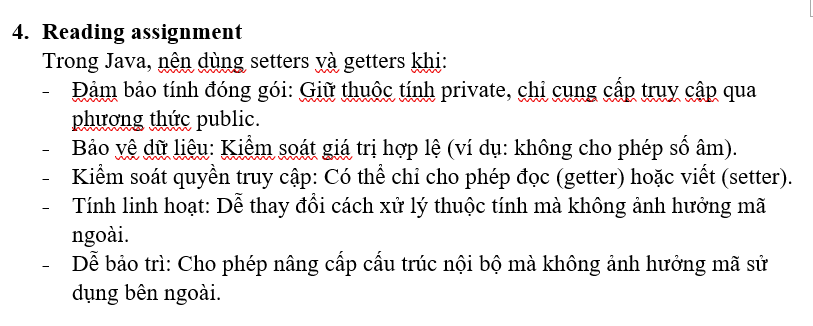 4. Reading assignment
Trong Java, nên dùng setters và getters khi:
- Đảm bảo tính đóng gói: Giữ thuộc tính private, chỉ cung cấp truy cập qua
phương thức public.
- Bảo vệ dữ liệu: Kiểm soát giá trị hợp lệ (ví dụ: không cho phép số âm).
- Kiểm soát quyền truy cập: Có thể chỉ cho phép đọc (getter) hoặc viết (setter).
- Tính linh hoạt: Dễ thay đổi cách xử lý thuộc tính mà không ảnh hưởng mã
ngoài.
- Dễ bảo trì: Cho phép nâng cấp cấu trúc nội bộ mà không ảnh hưởng mã sử
dụng bên ngoài.